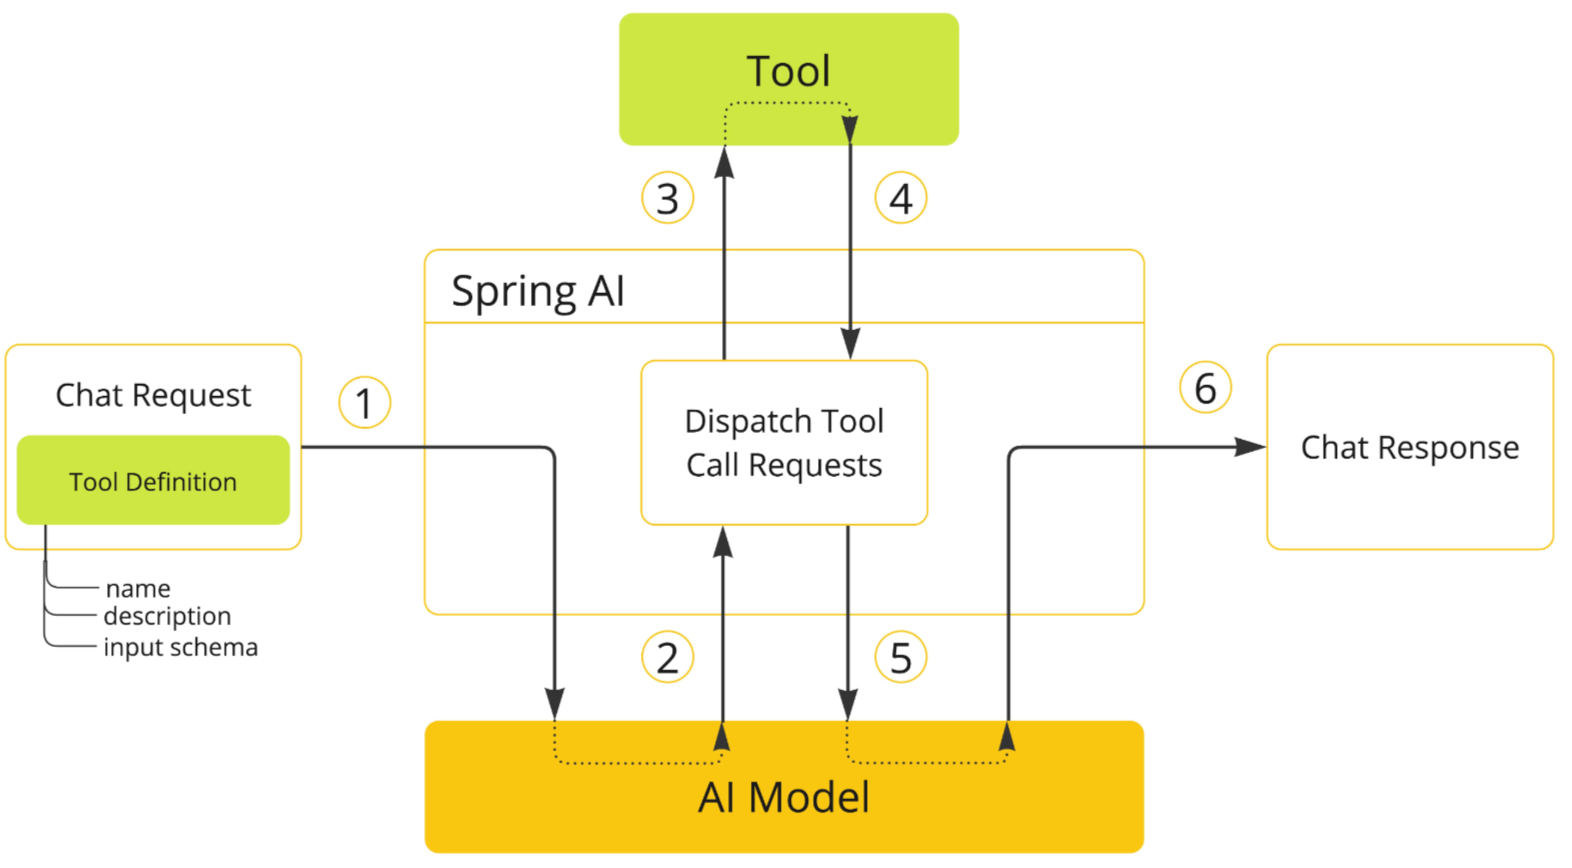 Tool
3
4
Spring AI
Chat Request
1
Tool Definition
name
description
input schema
Dispatch Tool
Call Requests
6
Chat Response
2
5
AI Model